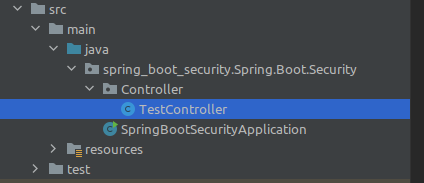 src
main
java
spring_boot_security.Spring.Boot.Security
Controller
TestController
SpringBootSecurityApplication
resources
test